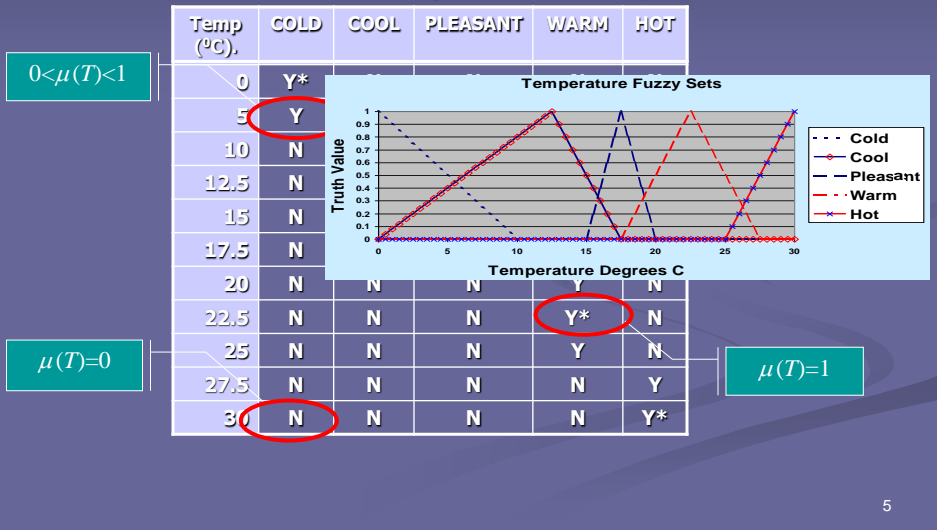 Temp (⁰C). COLD COOL PLEASANT WARM HOT
0 Y*
5 Y
10 N
12.5 N
15 N
17.5 N
20 N N N Y N
22.5 N N N Y* N
25 N N N Y N
27.5 N N N N Y
30 N N N N Y*
0<μ(T)<1
μ(T)=0
μ(T)=1
Temperature Fuzzy Sets
Truth Value
1
0.9
0.8
0.7
0.6
0.5
0.4
0.3
0.2
0.1
0
0 5 10 15 20 25 30
Temperature Degrees C
Cold
Cool
Pleasant
Warm
Hot
5